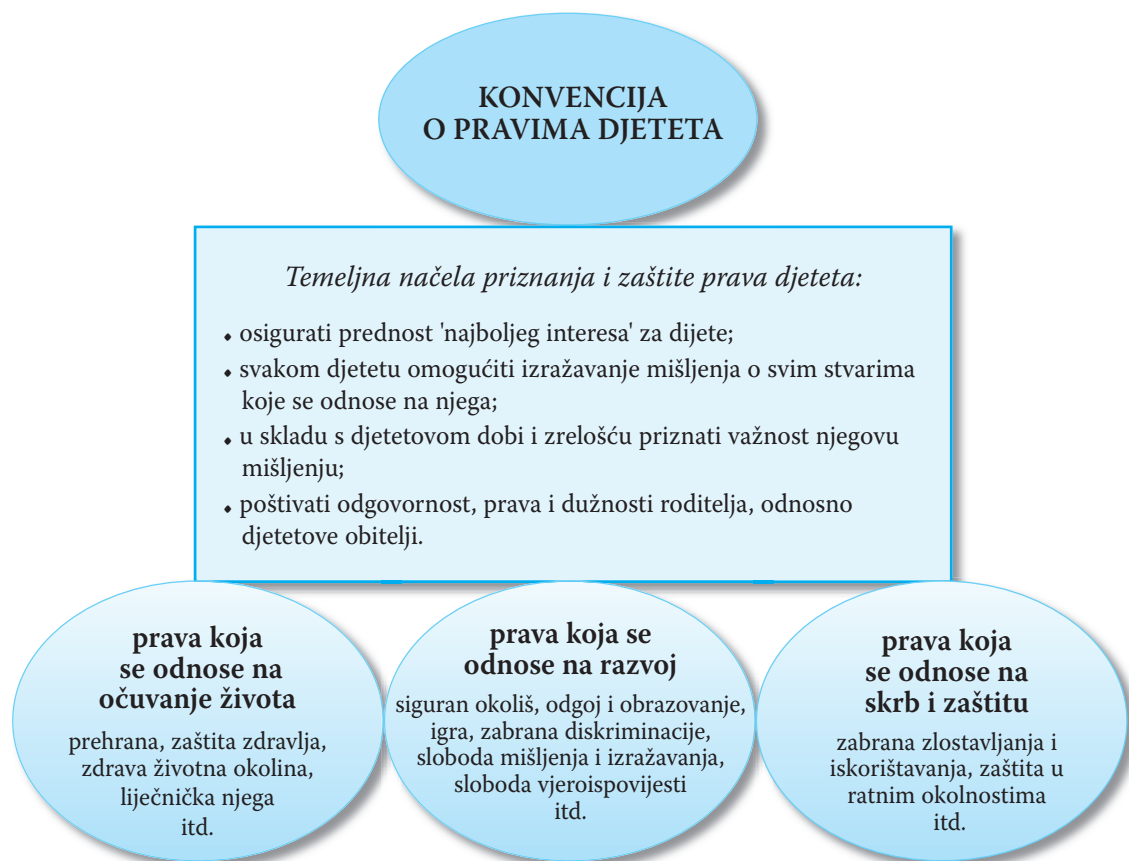 KONVENCIJA
O PRAVIMA DJETETA
Temeljna načela priznanja i zaštite prava djeteta:
• osigurati prednost 'najboljeg interesa' za dijete;
• svakom djetetu omogućiti izražavanje mišljenja o svim stvarima
koje se odnose na njega;
• u skladu s djetetovom dobi i zrelošću priznati važnost njegovu
mišljenju;
• poštivati odgovornost, prava i dužnosti roditelja, odnosno
djetetove obitelji.
prava koja
se odnose na
očuvanje života
prehrana, zaštita zdravlja,
zdrava životna okolina,
liječnička njega
itd.
prava koja se
odnose na razvoj
siguran okoliš, odgoj i obrazovanje,
igra, zabrana diskriminacije,
sloboda mišljenja i izražavanja,
sloboda vjeroispovijesti
itd.
prava koja
se odnose na
skrb i zaštitu
zabrana zlostavljanja i
iskorištavanja, zaštita u
ratnim okolnostima
itd.